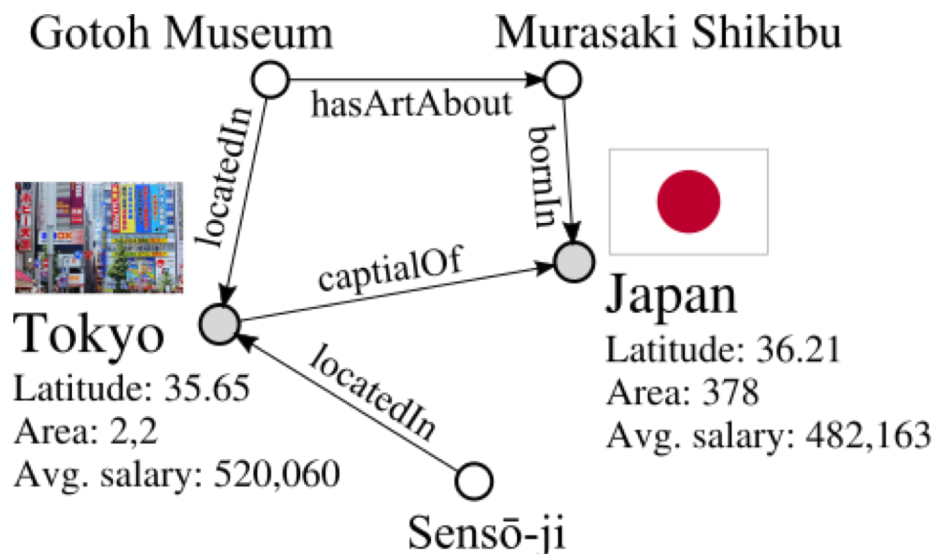 Gotoh Museum
Murasaki Shikibu
hasArtAbout
locatedIn
bornIn
captialOf
Tokyo
Latitude: 35.65
Area: 2,2
Avg. salary: 520,060
Japan
Latitude: 36.21
Area: 378
Avg. salary: 482,163
locatedIn
Sensō-ji